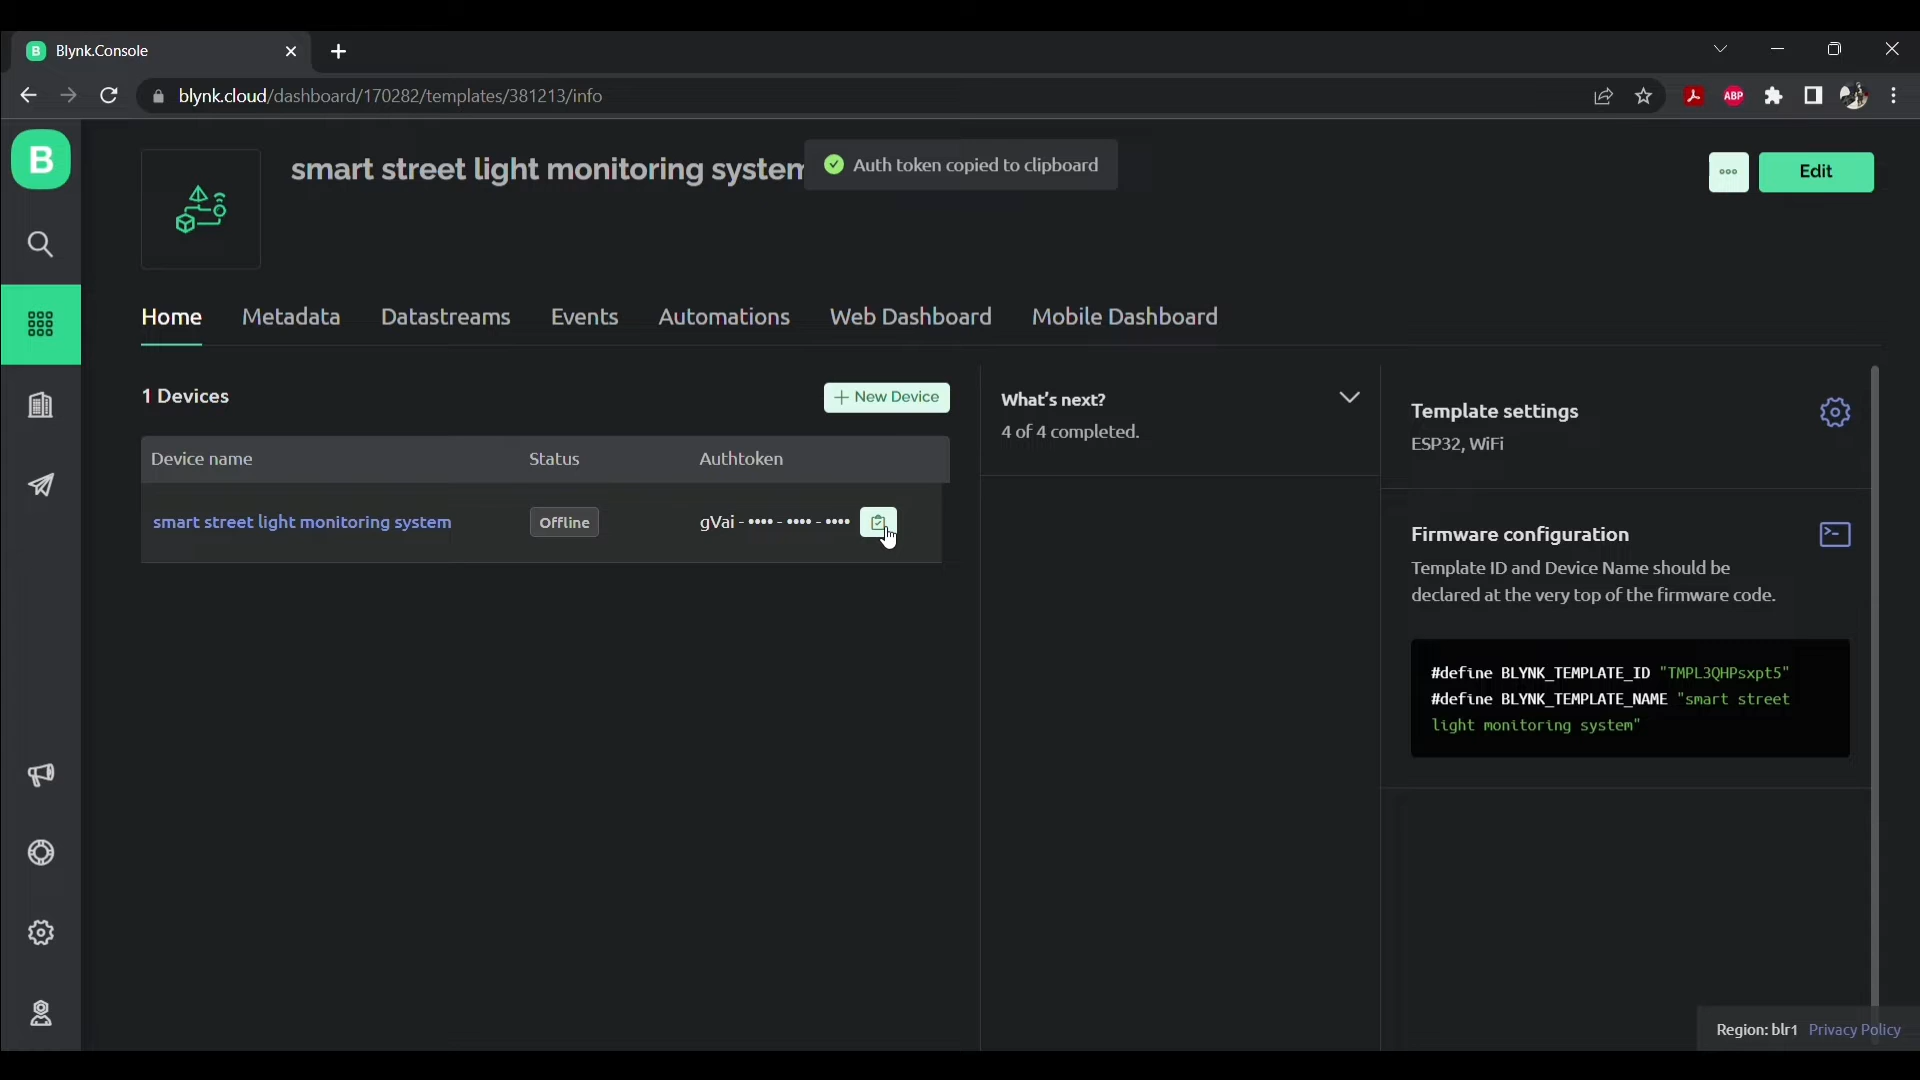 Blynk.Console
blynk.cloud/dashboard/170282/templates/381213/info
ABP
B
smart street light monitoring system
Auth token copied to clipboard
Edit
Home Metadata Datastreams Events Automations Web Dashboard Mobile Dashboard
1 Devices
+ New Device
Device name Status Authtoken
smart street light monitoring system Offline gVai - •••• - •••• - ••••
What's next?
4 of 4 completed.
Template settings
ESP32, WiFi
Firmware configuration
Template ID and Device Name should be
declared at the very top of the firmware code.
#define BLYNK_TEMPLATE_ID "TMPL3QHPsxpt5"
#define BLYNK_TEMPLATE_NAME "smart street
light monitoring system"
Region: blr1 Privacy Policy